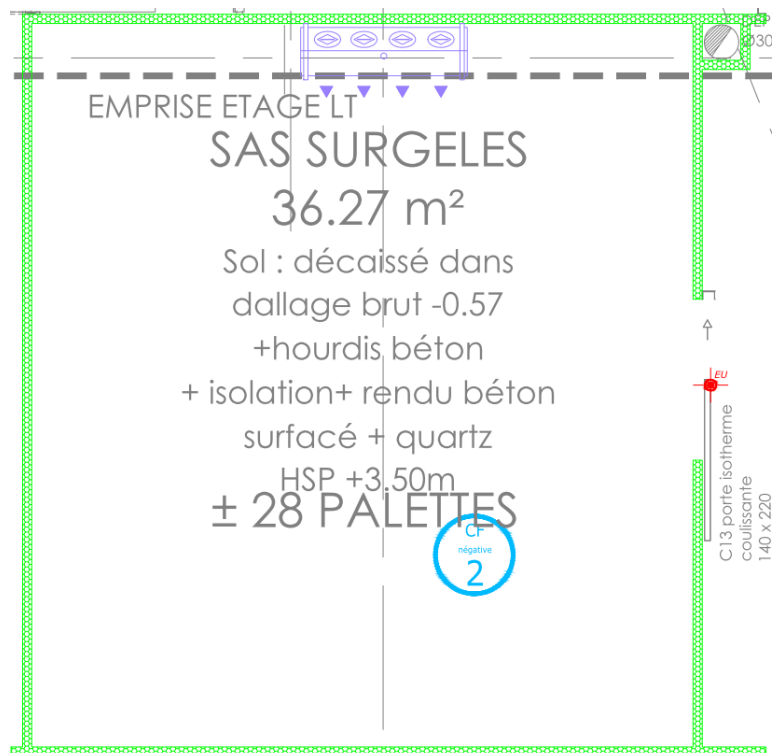 EMPRISE ETAGE LT
SAS SURGELES
36.27 m²
Sol : décaissé dans
dallage brut -0.57
+hourdis béton
+ isolation+ rendu béton
surfacé + quartz
HSP +3.50m
± 28 PALETTES
CF
négative
2
EU
C13 porte isotherme
coulissante
140 x 220
Ø30